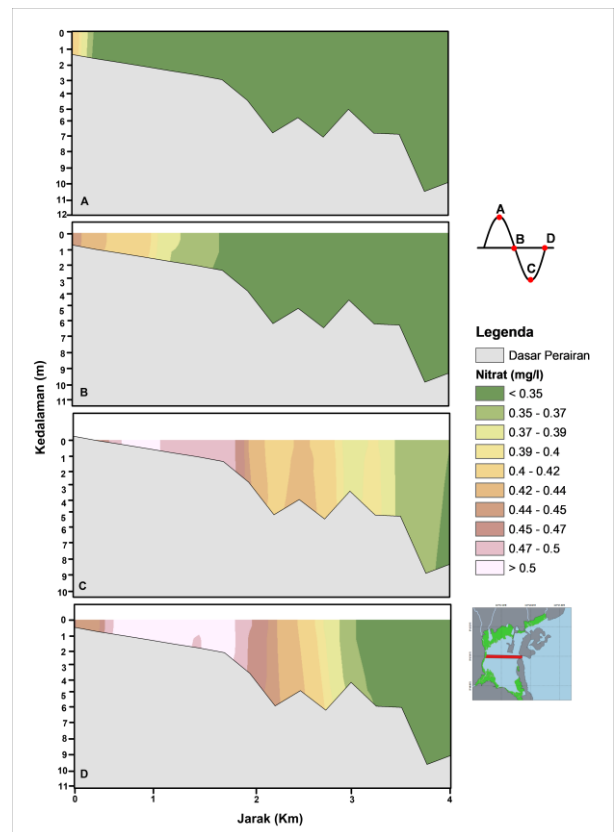 0
1
2
3
4
5
6
7
8
9
10
11
12
A
0
1
2
3
4
5
6
7
8
9
10
11
B
0
1
2
3
4
5
6
7
8
9
10
C
0
1
2
3
4
5
6
7
8
9
10
11
D
0 1 2 3 4
Jarak (Km)
Kedalaman (m)
A
B
D
C
Legenda
Dasar Perairan
Nitrat (mg/l)
< 0.35
0.35 - 0.37
0.37 - 0.39
0.39 - 0.4
0.4 - 0.42
0.42 - 0.44
0.44 - 0.45
0.45 - 0.47
0.47 - 0.5
> 0.5